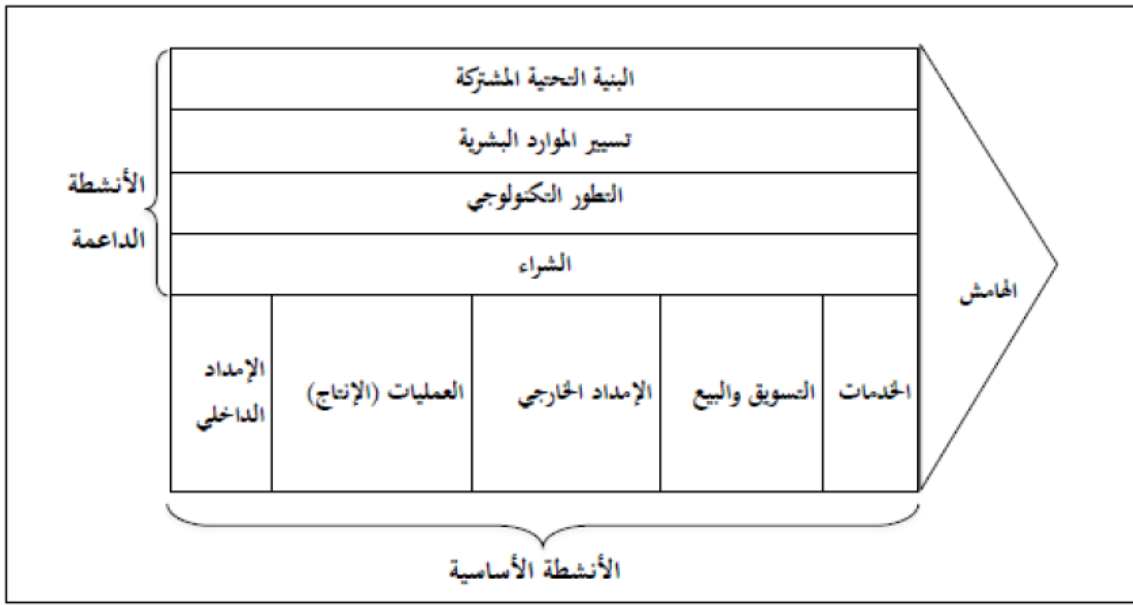 البنية التحتية المشتركة
تسيير الموارد البشرية
التطور التكنولوجي
الشراء
الأنشطة
الداعمة
الهامش
الإمداد
الداخلي
العمليات (الإنتاج)
الإمداد الخارجي
التسويق والبيع
الخدمات
الأنشطة الأساسية